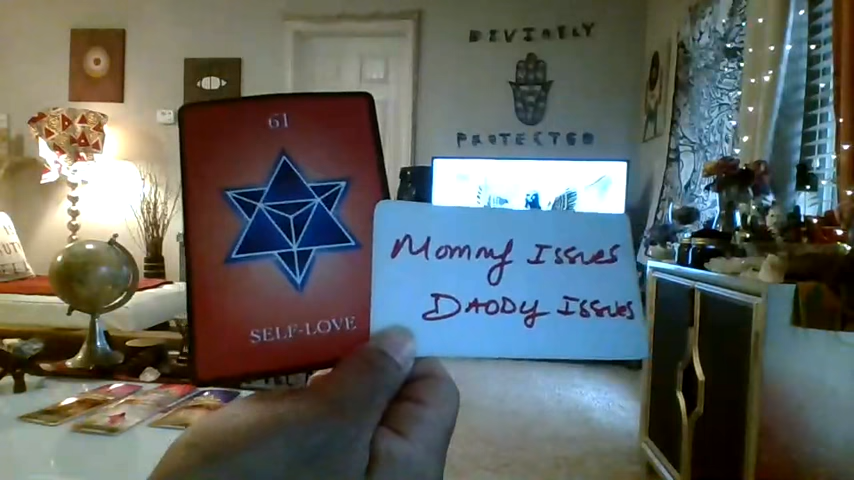 DIVINELY
PROTECTED
61
SELF-LOVE
Mommy Issues
DADDY ISSUES